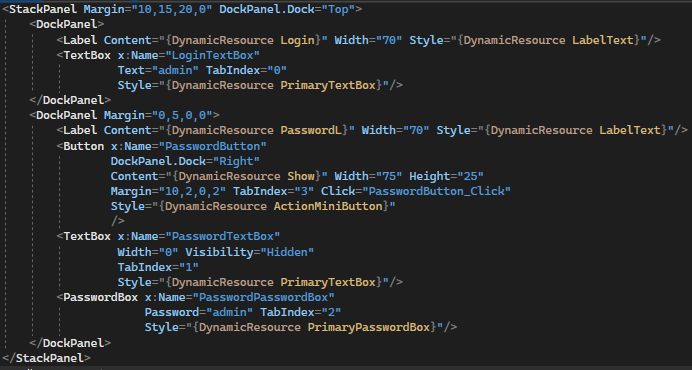 <StackPanel Margin="10,15,20,0" DockPanel.Dock="Top">
<DockPanel>
<Label Content="{DynamicResource Login}" Width="70" Style="{DynamicResource LabelText}"/>
<TextBox x:Name="LoginTextBox"
Text="admin" TabIndex="0"
Style="{DynamicResource PrimaryTextBox}"/>
</DockPanel>
<DockPanel Margin="0,5,0,0">
<Label Content="{DynamicResource PasswordL}" Width="70" Style="{DynamicResource LabelText}"/>
<Button x:Name="PasswordButton"
DockPanel.Dock="Right"
Content="{DynamicResource Show}" Width="75" Height="25"
Margin="10,2,0,2" TabIndex="3" Click="PasswordButton_Click"
Style="{DynamicResource ActionMiniButton}"
/>
<TextBox x:Name="PasswordTextBox"
Width="0" Visibility="Hidden"
TabIndex="1"
Style="{DynamicResource PrimaryTextBox}"/>
<PasswordBox x:Name="PasswordPasswordBox"
Password="admin" TabIndex="2"
Style="{DynamicResource PrimaryPasswordBox}"/>
</DockPanel>
</StackPanel>